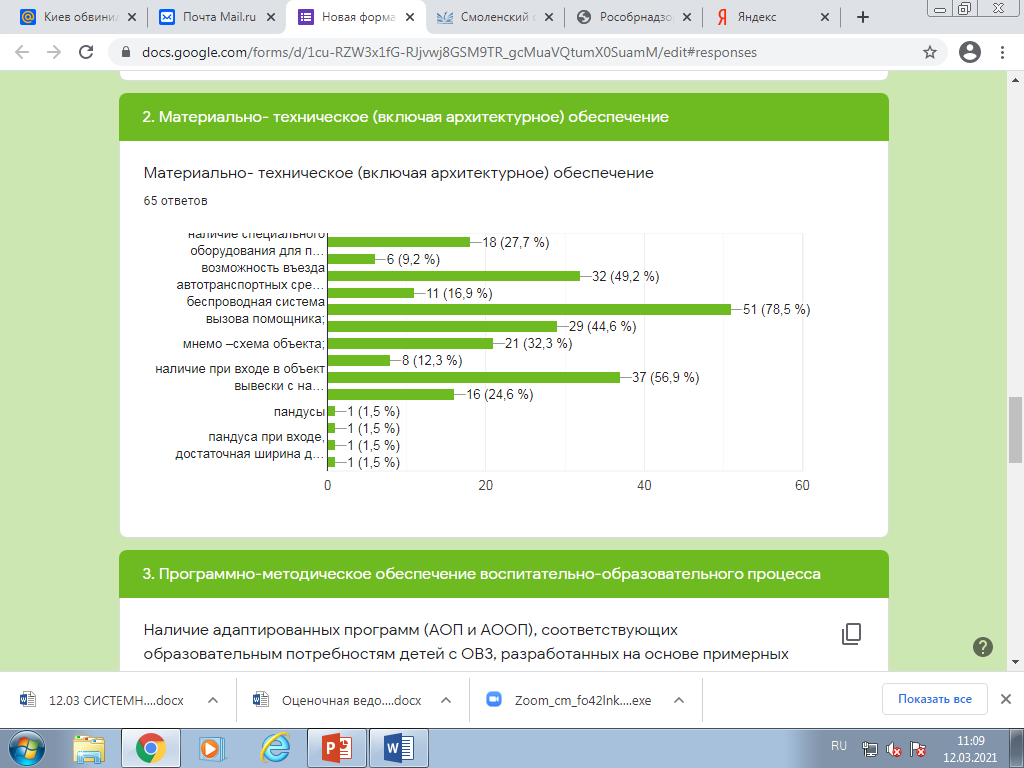 Киев обвинил
Почта Mail.ru
Новая форма
Смоленский о
Рособрнадзо
Яндекс
docs.google.com/forms/d/1cu-RZW3x1fG-RJjvwj8GSM9TR_gcMuaVQtumX0SuamM/edit#responses
2. Материально- техническое (включая архитектурное) обеспечение
Материально- техническое (включая архитектурное) обеспечение
65 ответов
наличие специального
оборудования для п…
возможность въезда
автотранспортных сре…
беспроводная система
вызова помощника;
мнемо –схема объекта;
наличие при входе в объект
вывески с на…
пандусы
пандуса при входе,
достаточная ширина д…
18 (27,7 %)
6 (9,2 %)
32 (49,2 %)
11 (16,9 %)
51 (78,5 %)
29 (44,6 %)
21 (32,3 %)
8 (12,3 %)
37 (56,9 %)
16 (24,6 %)
1 (1,5 %)
1 (1,5 %)
1 (1,5 %)
1 (1,5 %)
0 20 40 60
3. Программно-методическое обеспечение воспитательно-образовательного процесса
Наличие адаптированных программ (АОП и АООП), соответствующих
образовательным потребностям детей с ОВЗ, разработанных на основе примерных
12.03 СИСТЕМН....docx
Оценочная ведо....docx
Zoom_cm_fo42lnk....exe
Показать все
RU
11:09
12.03.2021